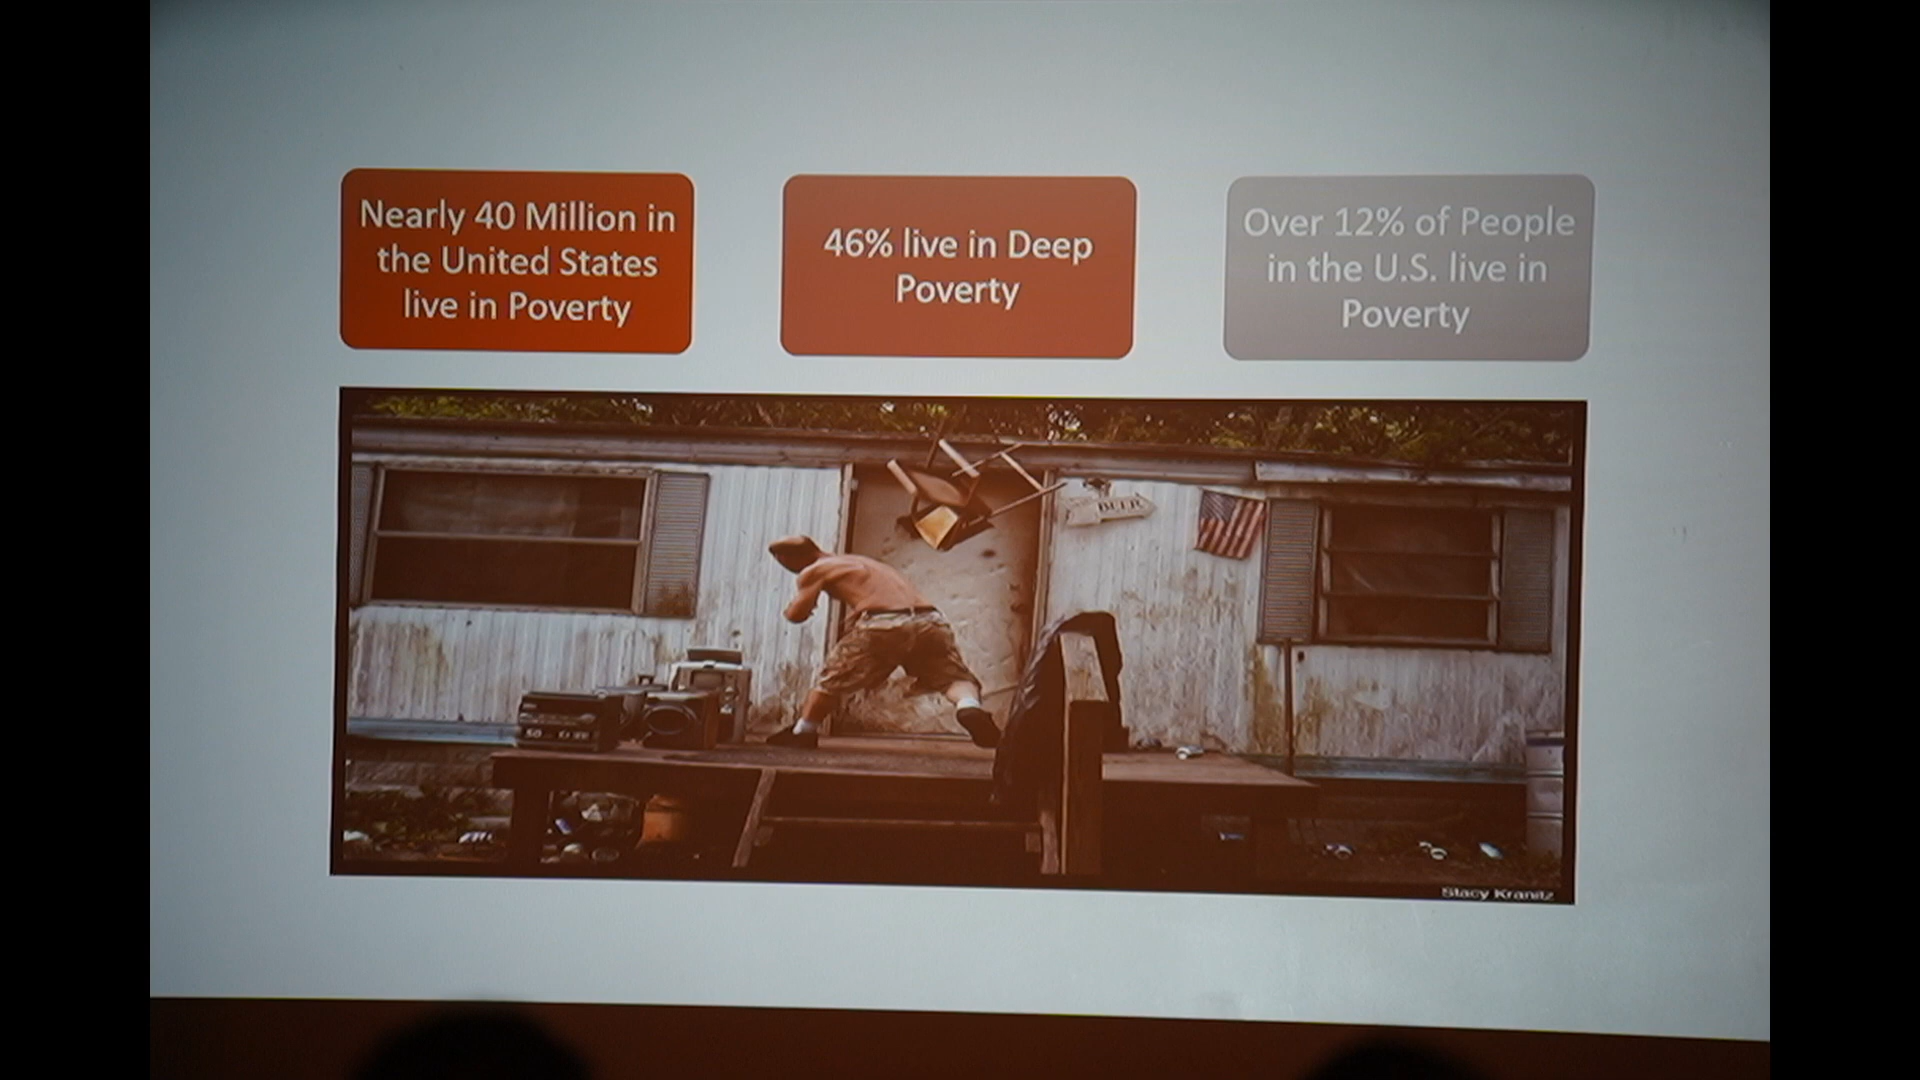 Nearly 40 Million in
the United States
live in Poverty
46% live in Deep
Poverty
Over 12% of People
in the U.S. live in
Poverty
BEER
Stacy Kranitz